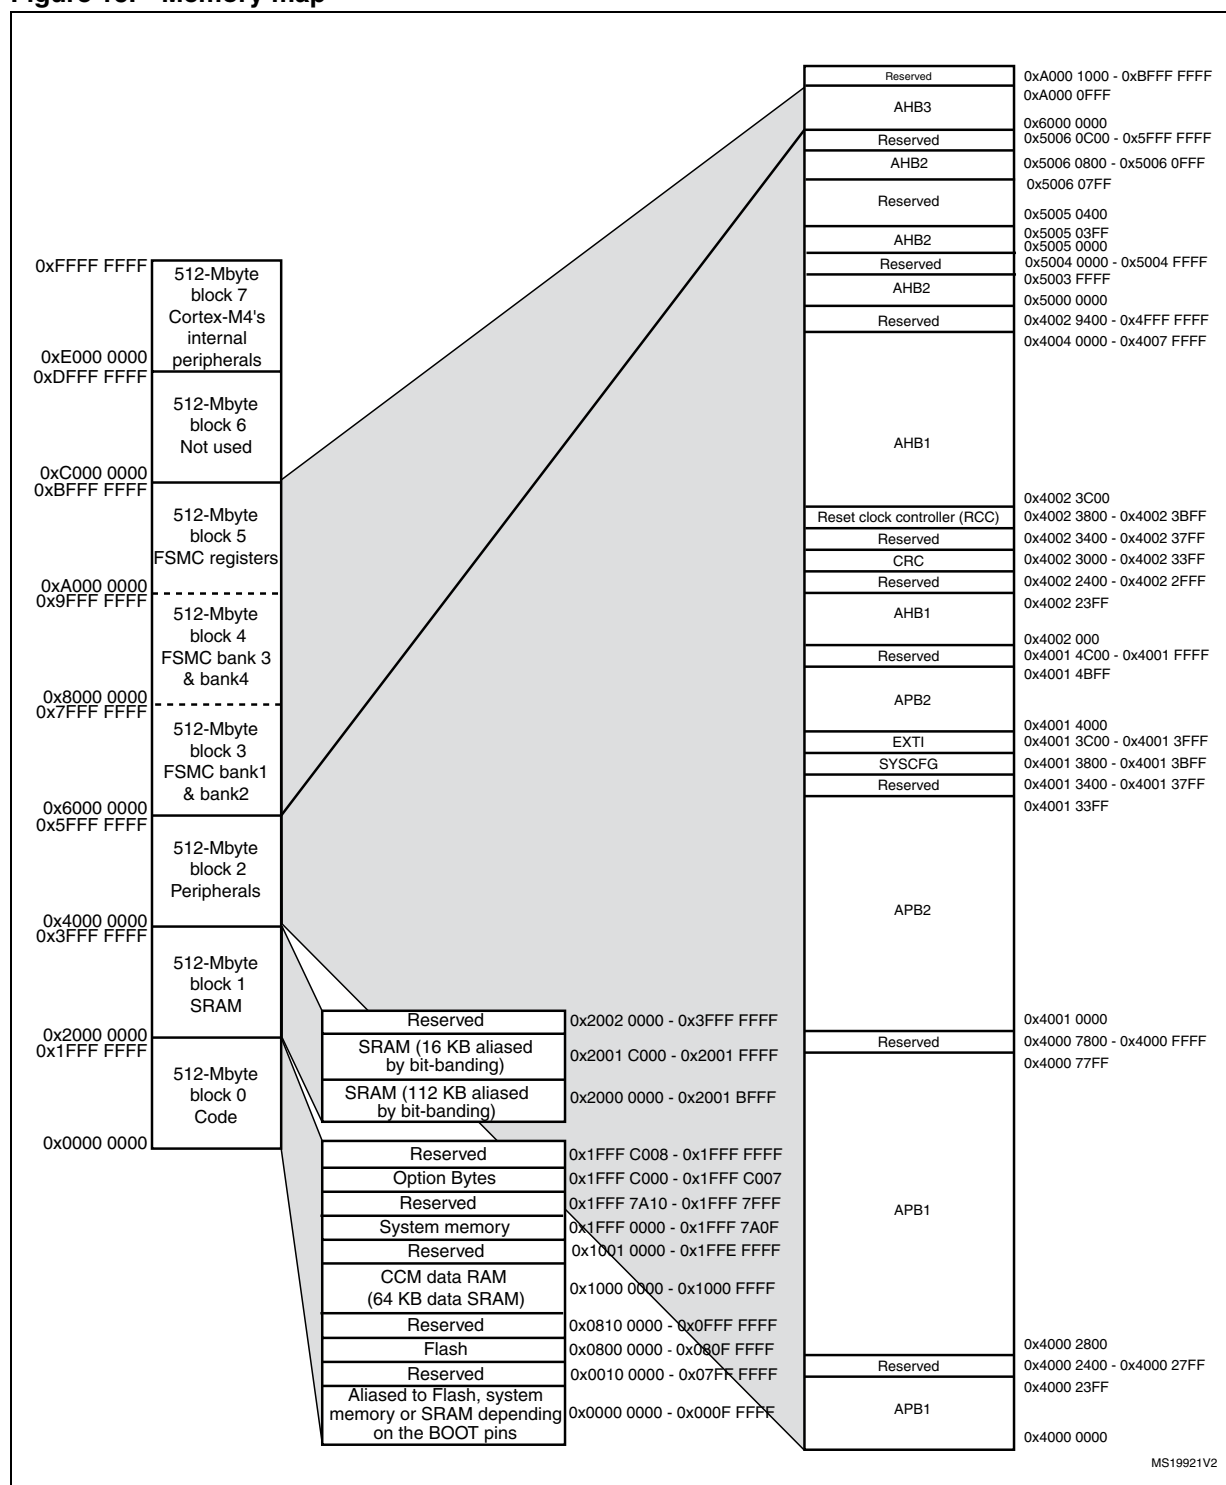 Figure 18. Memory map
0xFFFF FFFF
512-Mbyte
block 7
Cortex-M4's
internal
peripherals
0xE000 0000
0xDFFF FFFF
512-Mbyte
block 6
Not used
0xC000 0000
0xBFFF FFFF
512-Mbyte
block 5
FSMC registers
0xA000 0000
0x9FFF FFFF
512-Mbyte
block 4
FSMC bank 3
& bank4
0x8000 0000
0x7FFF FFFF
512-Mbyte
block 3
FSMC bank1
& bank2
0x6000 0000
0x5FFF FFFF
512-Mbyte
block 2
Peripherals
0x4000 0000
0x3FFF FFFF
512-Mbyte
block 1
SRAM
0x2000 0000
0x1FFF FFFF
512-Mbyte
block 0
Code
0x0000 0000
Reserved 0x2002 0000 - 0x3FFF FFFF
SRAM (16 KB aliased
by bit-banding)
0x2001 C000 - 0x2001 FFFF
SRAM (112 KB aliased
by bit-banding)
0x2000 0000 - 0x2001 BFFF
Reserved 0x1FFF C008 - 0x1FFF FFFF
Option Bytes 0x1FFF C000 - 0x1FFF C007
Reserved 0x1FFF 7A10 - 0x1FFF 7FFF
System memory 0x1FFF 0000 - 0x1FFF 7A0F
Reserved 0x1001 0000 - 0x1FFE FFFF
CCM data RAM
(64 KB data SRAM)
0x1000 0000 - 0x1000 FFFF
Reserved 0x0810 0000 - 0x0FFF FFFF
Flash 0x0800 0000 - 0x080F FFFF
Reserved 0x0010 0000 - 0x07FF FFFF
Aliased to Flash, system
memory or SRAM depending
on the BOOT pins
0x0000 0000 - 0x000F FFFF
Reserved 0xA000 1000 - 0xBFFF FFFF
0xA000 0FFF
AHB3
0x6000 0000
Reserved 0x5006 0C00 - 0x5FFF FFFF
AHB2 0x5006 0800 - 0x5006 0FFF
0x5006 07FF
Reserved
0x5005 0400
0x5005 03FF
AHB2
0x5005 0000
Reserved 0x5004 0000 - 0x5004 FFFF
0x5003 FFFF
AHB2
0x5000 0000
Reserved 0x4002 9400 - 0x4FFF FFFF
0x4004 0000 - 0x4007 FFFF
AHB1
0x4002 3C00
Reset clock controller (RCC) 0x4002 3800 - 0x4002 3BFF
Reserved 0x4002 3400 - 0x4002 37FF
CRC 0x4002 3000 - 0x4002 33FF
Reserved 0x4002 2400 - 0x4002 2FFF
0x4002 23FF
AHB1
0x4002 000
Reserved 0x4001 4C00 - 0x4001 FFFF
0x4001 4BFF
APB2
0x4001 4000
EXTI 0x4001 3C00 - 0x4001 3FFF
SYSCFG 0x4001 3800 - 0x4001 3BFF
Reserved 0x4001 3400 - 0x4001 37FF
0x4001 33FF
APB2
0x4001 0000
Reserved 0x4000 7800 - 0x4000 FFFF
0x4000 77FF
APB1
0x4000 2800
Reserved 0x4000 2400 - 0x4000 27FF
0x4000 23FF
APB1
0x4000 0000
MS19921V2